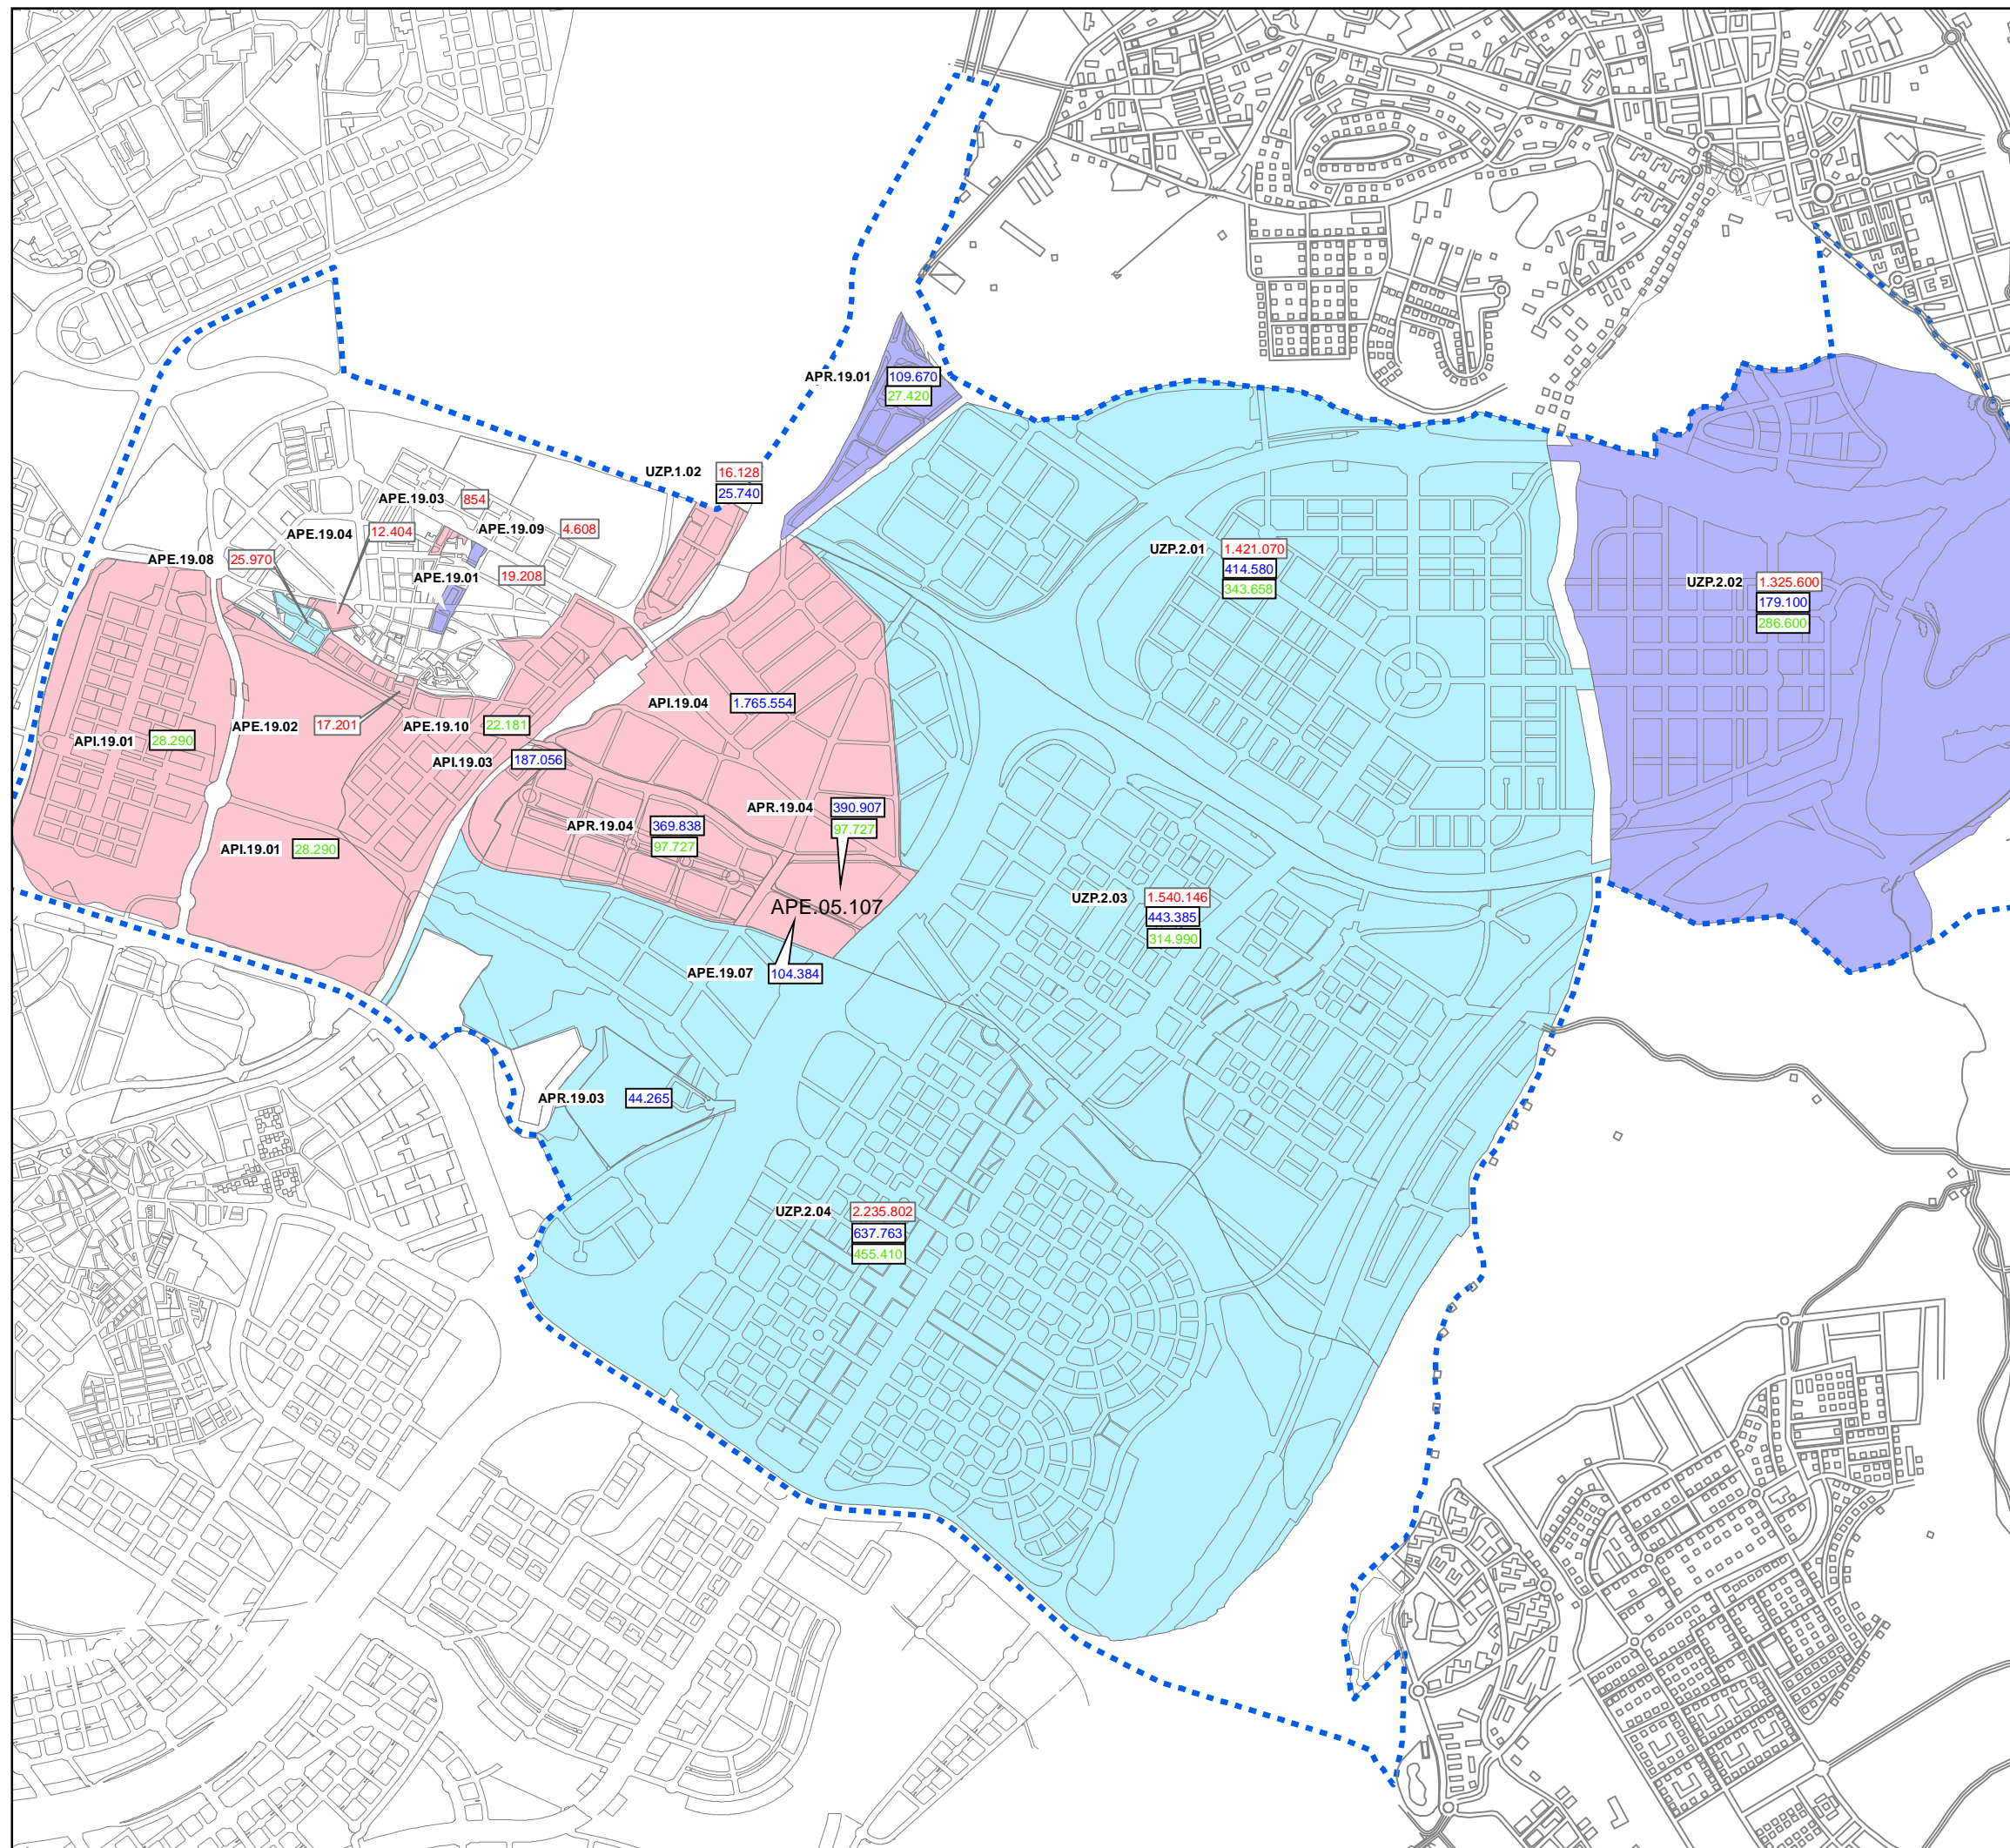 APR.19.01 109.670
27.420
UZP.1.02 16.128
25.740
APE.19.03 854
APE.19.09 4.608
APE.19.04 12.404
APE.19.08 25.970
APE.19.01 19.208
UZP.2.01 1.421.070
414.580
343.658
UZP.2.02 1.325.600
179.100
286.600
API.19.04 1.765.554
APE.19.02 17.201
APE.19.10 22.181
API.19.01 28.290
API.19.03 187.056
APR.19.04 390.907
97.727
APR.19.04 369.838
97.727
API.19.01 28.290
UZP.2.03 1.540.146
443.385
314.990
APE.05.107
APE.19.07 104.384
APR.19.03 44.265
UZP.2.04 2.235.802
637.763
455.410